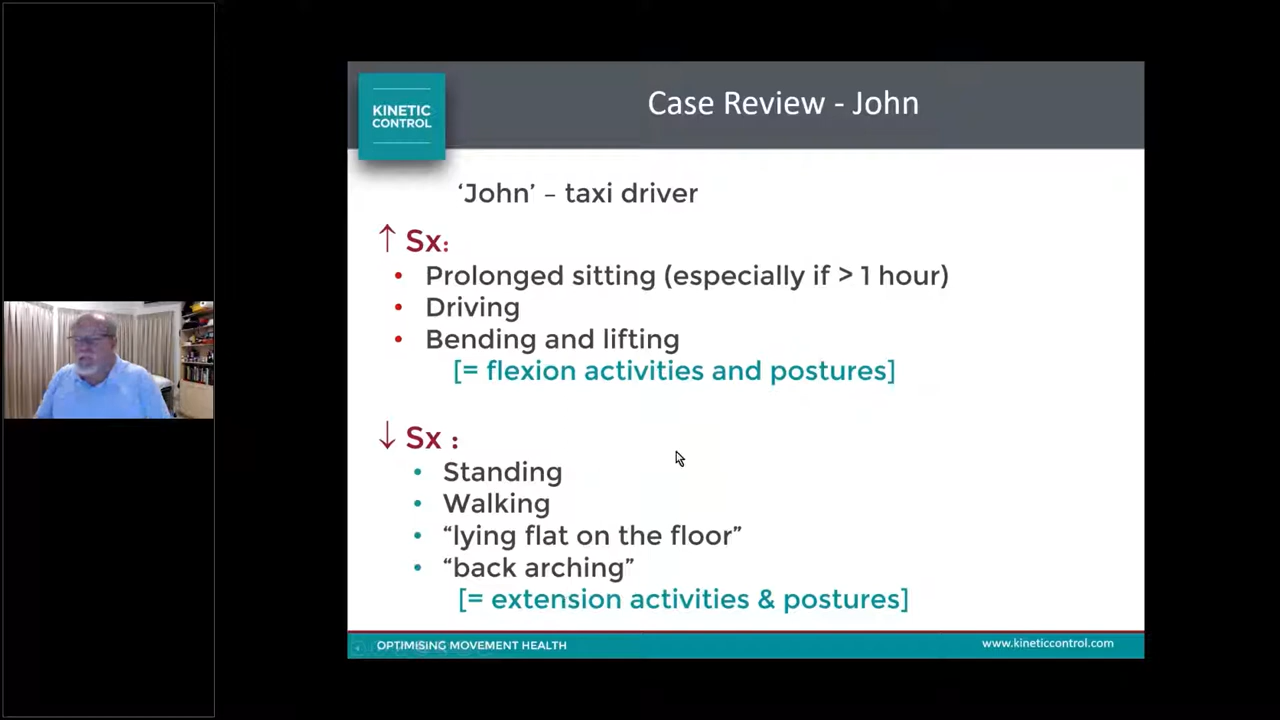 KINETIC
CONTROL
Case Review - John
‘John’ – taxi driver
↑ Sx:
• Prolonged sitting (especially if > 1 hour)
• Driving
• Bending and lifting
[= flexion activities and postures]
↓ Sx :
• Standing
• Walking
• “lying flat on the floor”
• “back arching”
[= extension activities & postures]
OPTIMISING MOVEMENT HEALTH
www.kineticcontrol.com